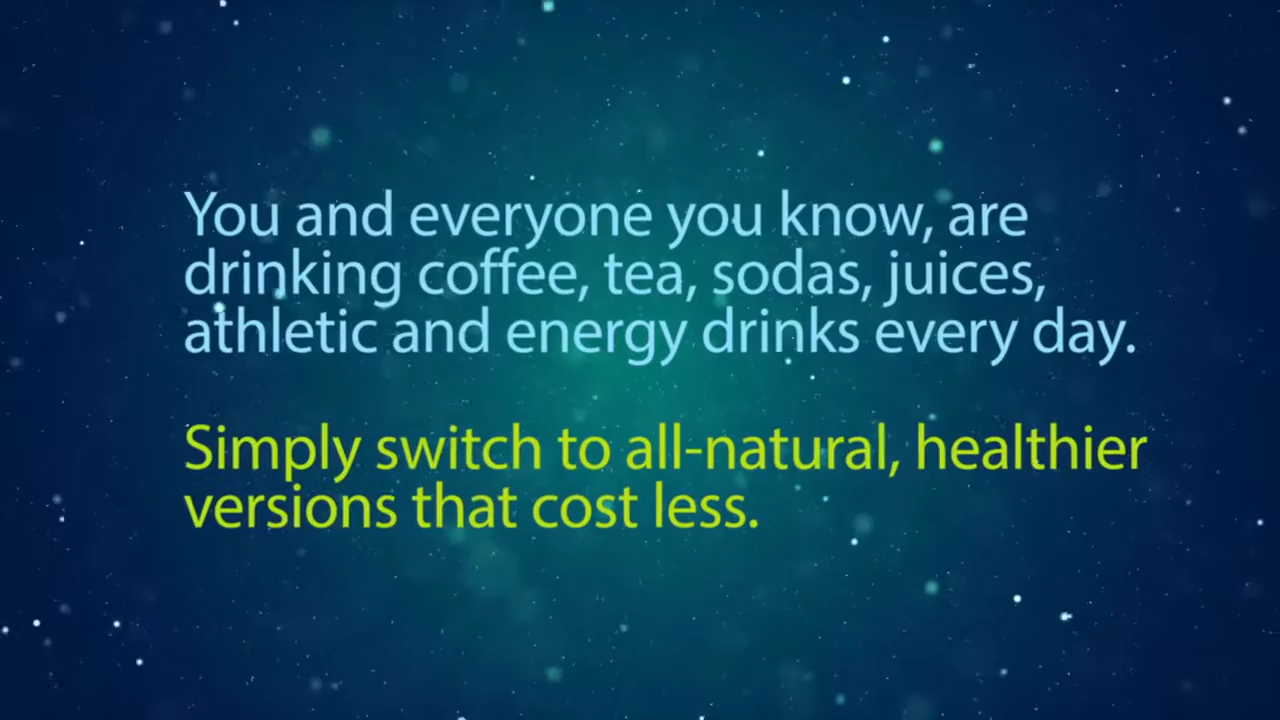 You and everyone you know, are
drinking coffee, tea, sodas, juices,
athletic and energy drinks every day.
Simply switch to all-natural, healthier
versions that cost less.